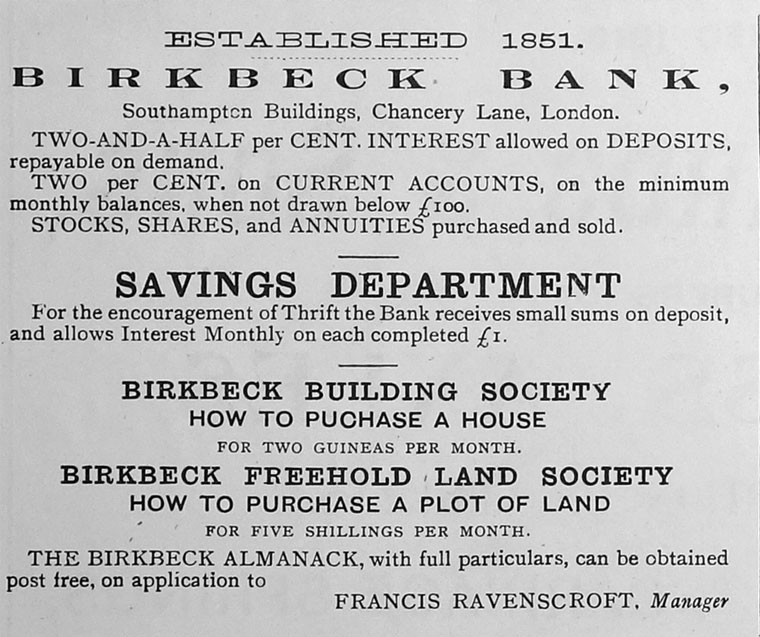 ESTABLISHED 1851.
BIRKBECK BANK,
Southampton Buildings, Chancery Lane, London.
TWO-AND-A-HALF per CENT. INTEREST allowed on DEPOSITS,
repayable on demand.
TWO per CENT. on CURRENT ACCOUNTS, on the minimum
monthly balances, when not drawn below £100.
STOCKS, SHARES, and ANNUITIES purchased and sold.
SAVINGS DEPARTMENT
For the encouragement of Thrift the Bank receives small sums on deposit,
and allows Interest Monthly on each completed £1.
BIRKBECK BUILDING SOCIETY
HOW TO PUCHASE A HOUSE
FOR TWO GUINEAS PER MONTH.
BIRKBECK FREEHOLD LAND SOCIETY
HOW TO PURCHASE A PLOT OF LAND
FOR FIVE SHILLINGS PER MONTH.
THE BIRKBECK ALMANACK, with full particulars, can be obtained
post free, on application to
FRANCIS RAVENSCROFT, Manager